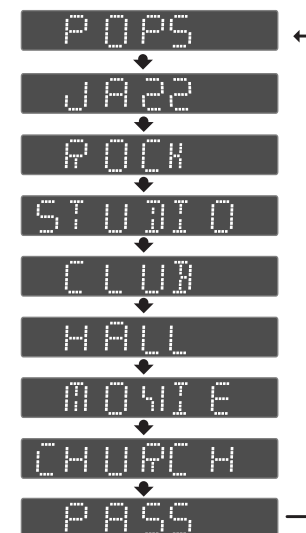 POPS
JAZZ
ROCK
STUDIO
CLUB
HALL
MOVIE
CHURCH
PASS